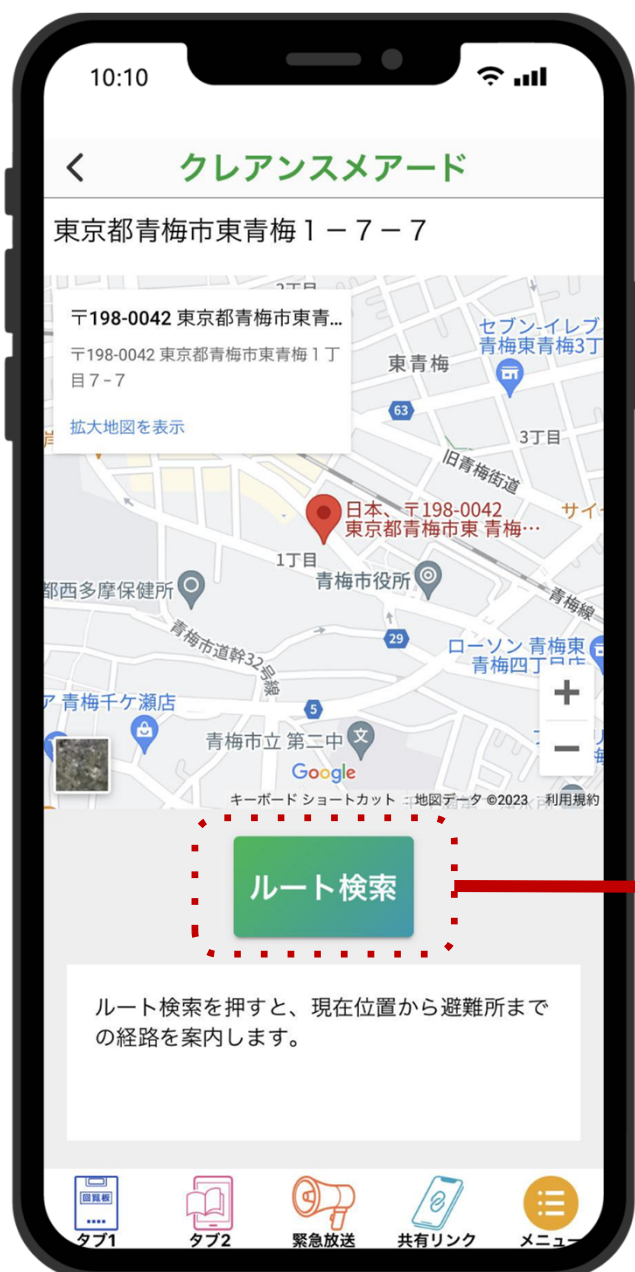 10:10
クレアンスメアード
東京都青梅市東青梅１－７－７
2丁目
〒198-0042 東京都青梅市東青...
〒198-0042 東京都青梅市東青梅１丁
目７−７
拡大地図を表示
セブン-イレブ
青梅東青梅3丁
東青梅
63
3丁目
旧青梅街道
日本、〒198-0042
東京都青梅市東 青梅…
サイ
1丁目
青梅市役所
都西多摩保健所
青梅線
青梅市道幹32号線
29
ローソン 青梅東
青梅四丁目店
ア 青梅千ケ瀬店
5
青梅市立 第二中
文
Google
キーボード ショートカット
地図データ ©2023
利用規約
ルート検索
ルート検索を押すと、現在位置から避難所まで
の経路を案内します。
回覧板
タブ1
タブ2
緊急放送
共有リンク
メニュー